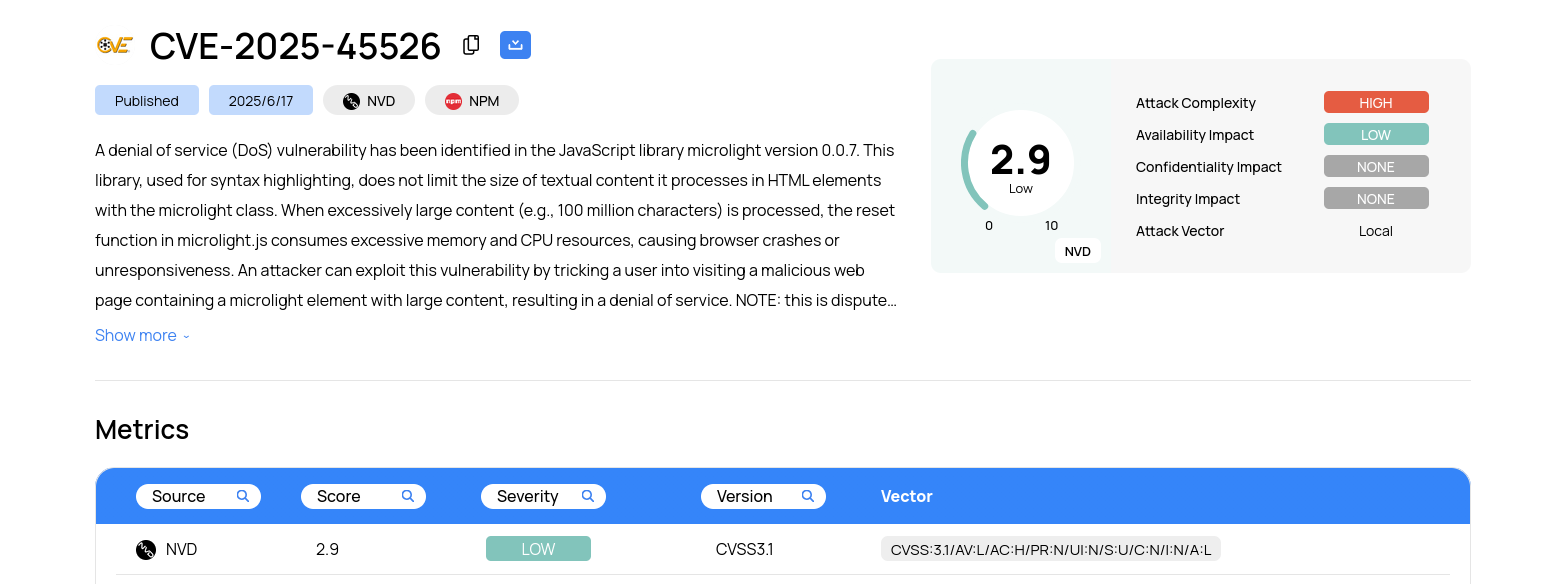 CVE CVE-2025-45526
Published 2025/6/17 NVD npm NPM
A denial of service (DoS) vulnerability has been identified in the JavaScript library microlight version 0.0.7. This
library, used for syntax highlighting, does not limit the size of textual content it processes in HTML elements
with the microlight class. When excessively large content (e.g., 100 million characters) is processed, the reset
function in microlight.js consumes excessive memory and CPU resources, causing browser crashes or
unresponsiveness. An attacker can exploit this vulnerability by tricking a user into visiting a malicious web
page containing a microlight element with large content, resulting in a denial of service. NOTE: this is dispute...
Show more
2.9
Low
0 10
NVD
Attack Complexity HIGH
Availability Impact LOW
Confidentiality Impact NONE
Integrity Impact NONE
Attack Vector Local
Metrics
Source Score Severity Version Vector
NVD 2.9 LOW CVSS3.1 CVSS:3.1/AV:L/AC:H/PR:N/UI:N/S:U/C:N/I:N/A:L